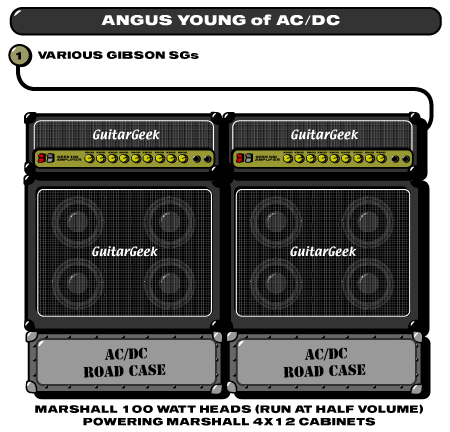 ANGUS YOUNG of AC/DC
1 VARIOUS GIBSON SGs
GuitarGeek GuitarGeek
GuitarGeek GuitarGeek
AC/DC AC/DC
ROAD CASE ROAD CASE
MARSHALL 100 WATT HEADS (RUN AT HALF VOLUME)
POWERING MARSHALL 4X12 CABINETS